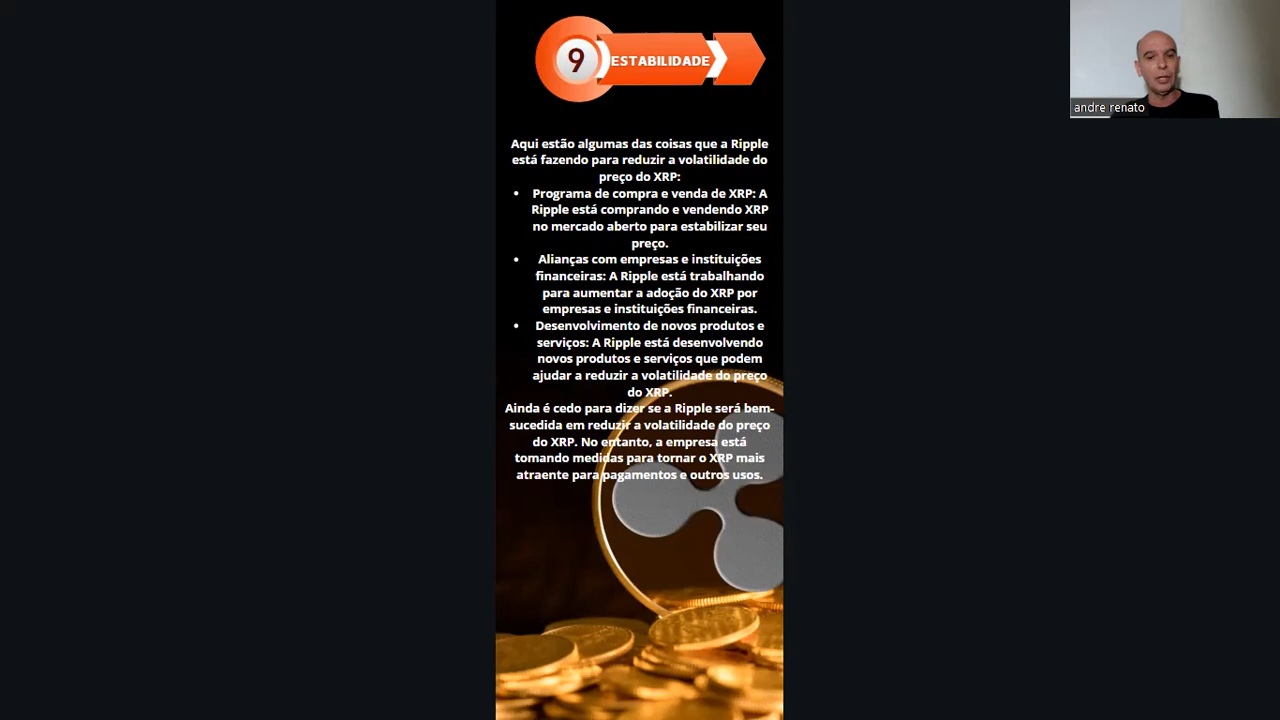 9
ESTABILIDADE
andre renato
Aqui estão algumas das coisas que a Ripple
está fazendo para reduzir a volatilidade do
preço do XRP:
• Programa de compra e venda de XRP: A
Ripple está comprando e vendendo XRP
no mercado aberto para estabilizar seu
preço.
• Alianças com empresas e instituições
financeiras: A Ripple está trabalhando
para aumentar a adoção do XRP por
empresas e instituições financeiras.
• Desenvolvimento de novos produtos e
serviços: A Ripple está desenvolvendo
novos produtos e serviços que podem
ajudar a reduzir a volatilidade do preço
do XRP.
Ainda é cedo para dizer se a Ripple será bem-
sucedida em reduzir a volatilidade do preço
do XRP. No entanto, a empresa está
tomando medidas para tornar o XRP mais
atraente para pagamentos e outros usos.